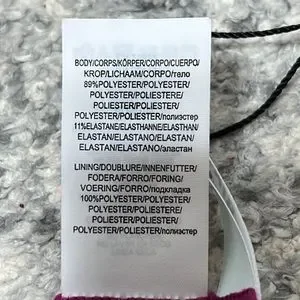 BODY/CORPS/KÖRPER/CORPO/CUERPO/
KROP/LICHAAM/CORPO/тело
89%POLYESTER/POLYESTER/
POLYESTER/POLIESTERE/
POLIESTER/POLIESTER/
POLYESTER/POLIESTER/полиэстер
11%ELASTANE/ELASTHANNE/ELASTHAN/
ELASTAN/ELASTANO/ELASTAN/
ELASTAN/ELASTANO/эластан
LINING/DOUBLURE/INNENFUTTER/
FODERA/FORRO/FORING/
VOERING/FORRO/подкладка
100%POLYESTER/POLYESTER/
POLYESTER/POLIESTERE/
POLIESTER/POLYESTER/
POLYESTER/POLIESTER/полиэстер